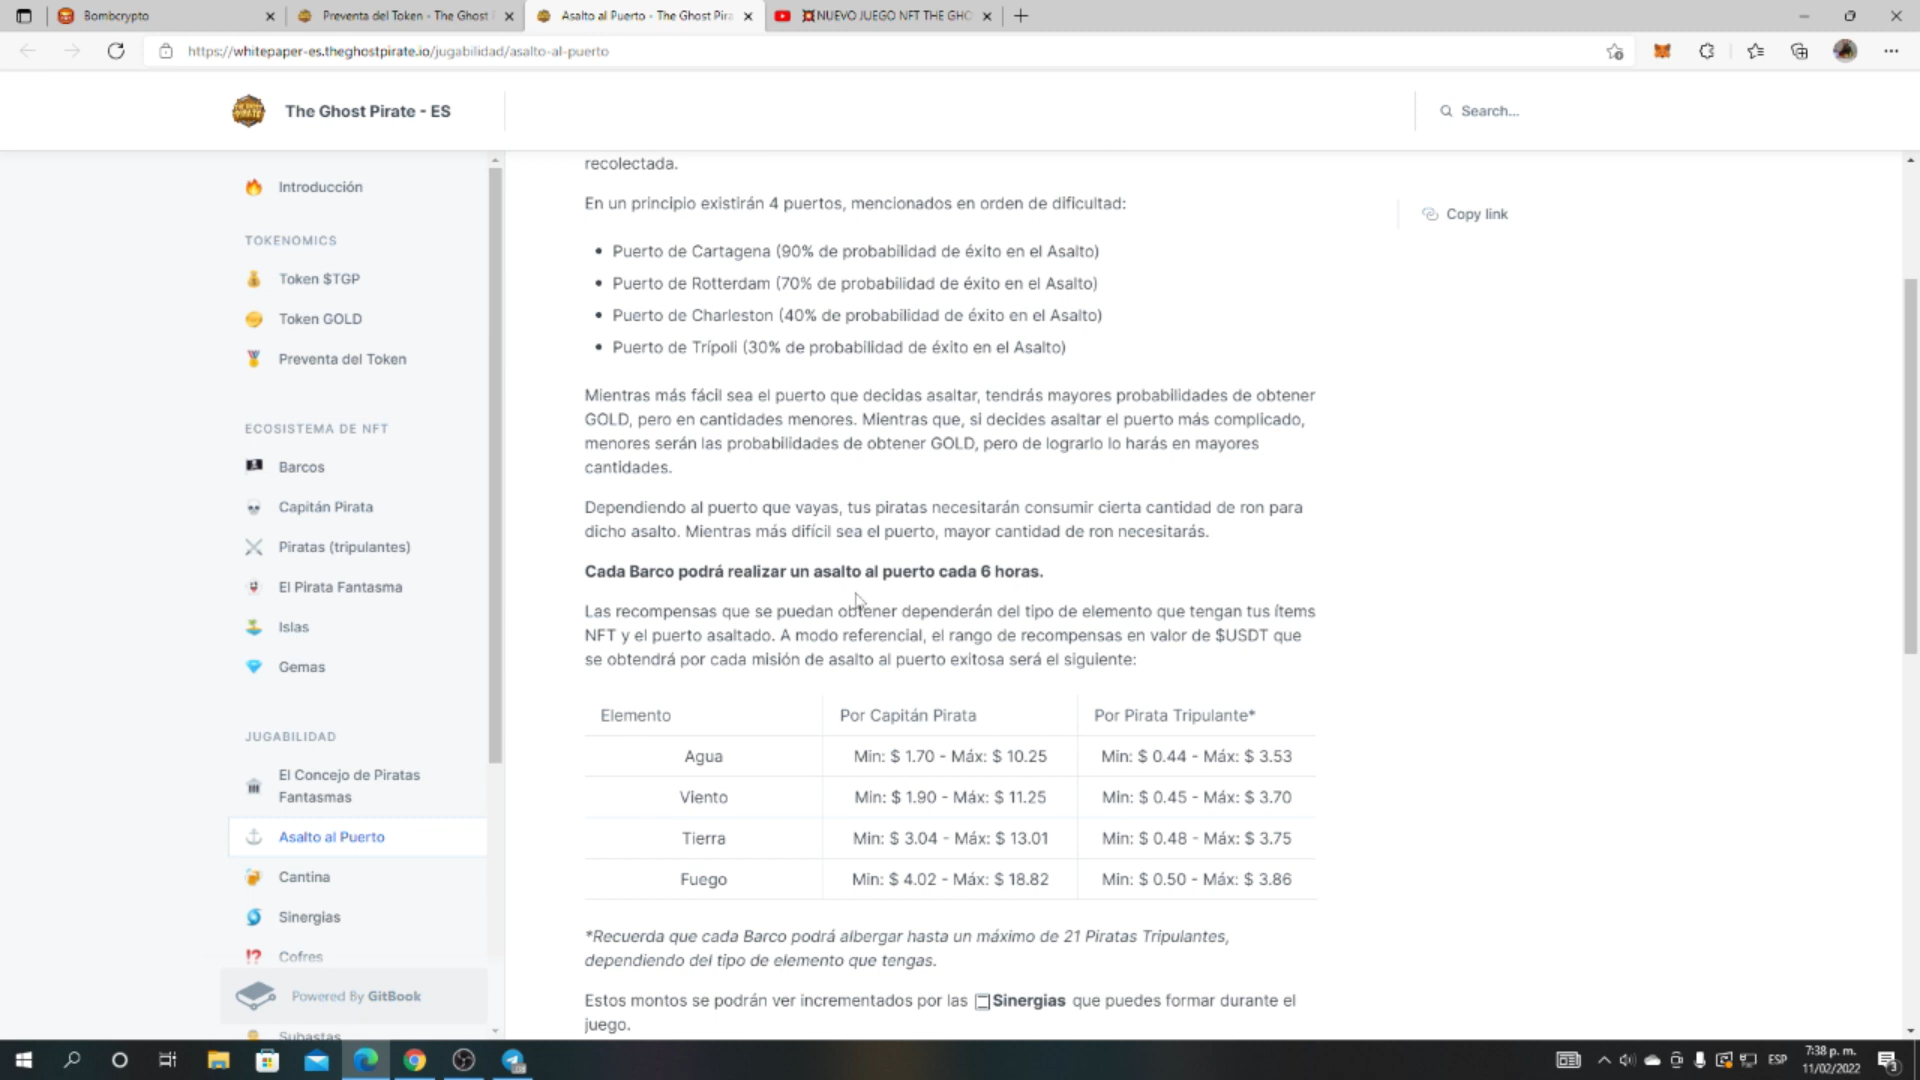 Bombcrypto
Preventa del Token - The Ghost
Asalto al Puerto - The Ghost Pira
NUEVO JUEGO NFT THE GHO
https://whitepaper-es.theghostpirate.io/jugabilidad/asalto-al-puerto
The Ghost Pirate - ES
Search...
Introducción
TOKENOMICS
Token $TGP
Token GOLD
Preventa del Token
ECOSISTEMA DE NFT
Barcos
Capitán Pirata
Piratas (tripulantes)
El Pirata Fantasma
Islas
Gemas
JUGABILIDAD
El Concejo de Piratas
Fantasmas
Asalto al Puerto
Cantina
Sinergias
Cofres
Powered By GitBook
Subastas
recolectada.
En un principio existirán 4 puertos, mencionados en orden de dificultad:
• Puerto de Cartagena (90% de probabilidad de éxito en el Asalto)
• Puerto de Rotterdam (70% de probabilidad de éxito en el Asalto)
• Puerto de Charleston (40% de probabilidad de éxito en el Asalto)
• Puerto de Trípoli (30% de probabilidad de éxito en el Asalto)
Mientras más fácil sea el puerto que decidas asaltar, tendrás mayores probabilidades de obtener
GOLD, pero en cantidades menores. Mientras que, si decides asaltar el puerto más complicado,
menores serán las probabilidades de obtener GOLD, pero de lograrlo lo harás en mayores
cantidades.
Dependiendo al puerto que vayas, tus piratas necesitarán consumir cierta cantidad de ron para
dicho asalto. Mientras más difícil sea el puerto, mayor cantidad de ron necesitarás.
Cada Barco podrá realizar un asalto al puerto cada 6 horas.
Las recompensas que se puedan obtener dependerán del tipo de elemento que tengan tus ítems
NFT y el puerto asaltado. A modo referencial, el rango de recompensas en valor de $USDT que
se obtendrá por cada misión de asalto al puerto exitosa será el siguiente:
Elemento Por Capitán Pirata Por Pirata Tripulante*
Agua Min: $ 1.70 - Máx: $ 10.25 Min: $ 0.44 - Máx: $ 3.53
Viento Min: $ 1.90 - Máx: $ 11.25 Min: $ 0.45 - Máx: $ 3.70
Tierra Min: $ 3.04 - Máx: $ 13.01 Min: $ 0.48 - Máx: $ 3.75
Fuego Min: $ 4.02 - Máx: $ 18.82 Min: $ 0.50 - Máx: $ 3.86
*Recuerda que cada Barco podrá albergar hasta un máximo de 21 Piratas Tripulantes,
dependiendo del tipo de elemento que tengas.
Estos montos se podrán ver incrementados por las Sinergias que puedes formar durante el
juego.
Copy link
ESP
7:38 p. m.
11/02/2022
3